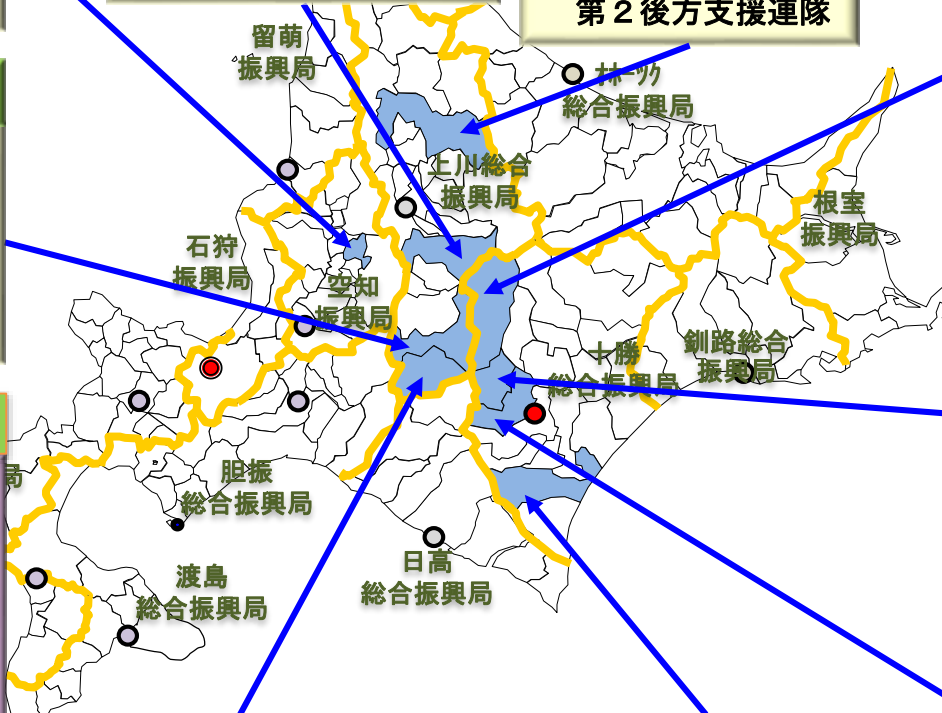 第２後方支援連隊
留萌
振興局
ｵﾎｰﾂｸ
総合振興局
上川総合
振興局
根室
振興局
石狩
振興局
空知
振興局
十勝
総合振興局
釧路総合
振興局
局
胆振
総合振興局
日高
総合振興局
渡島
総合振興局